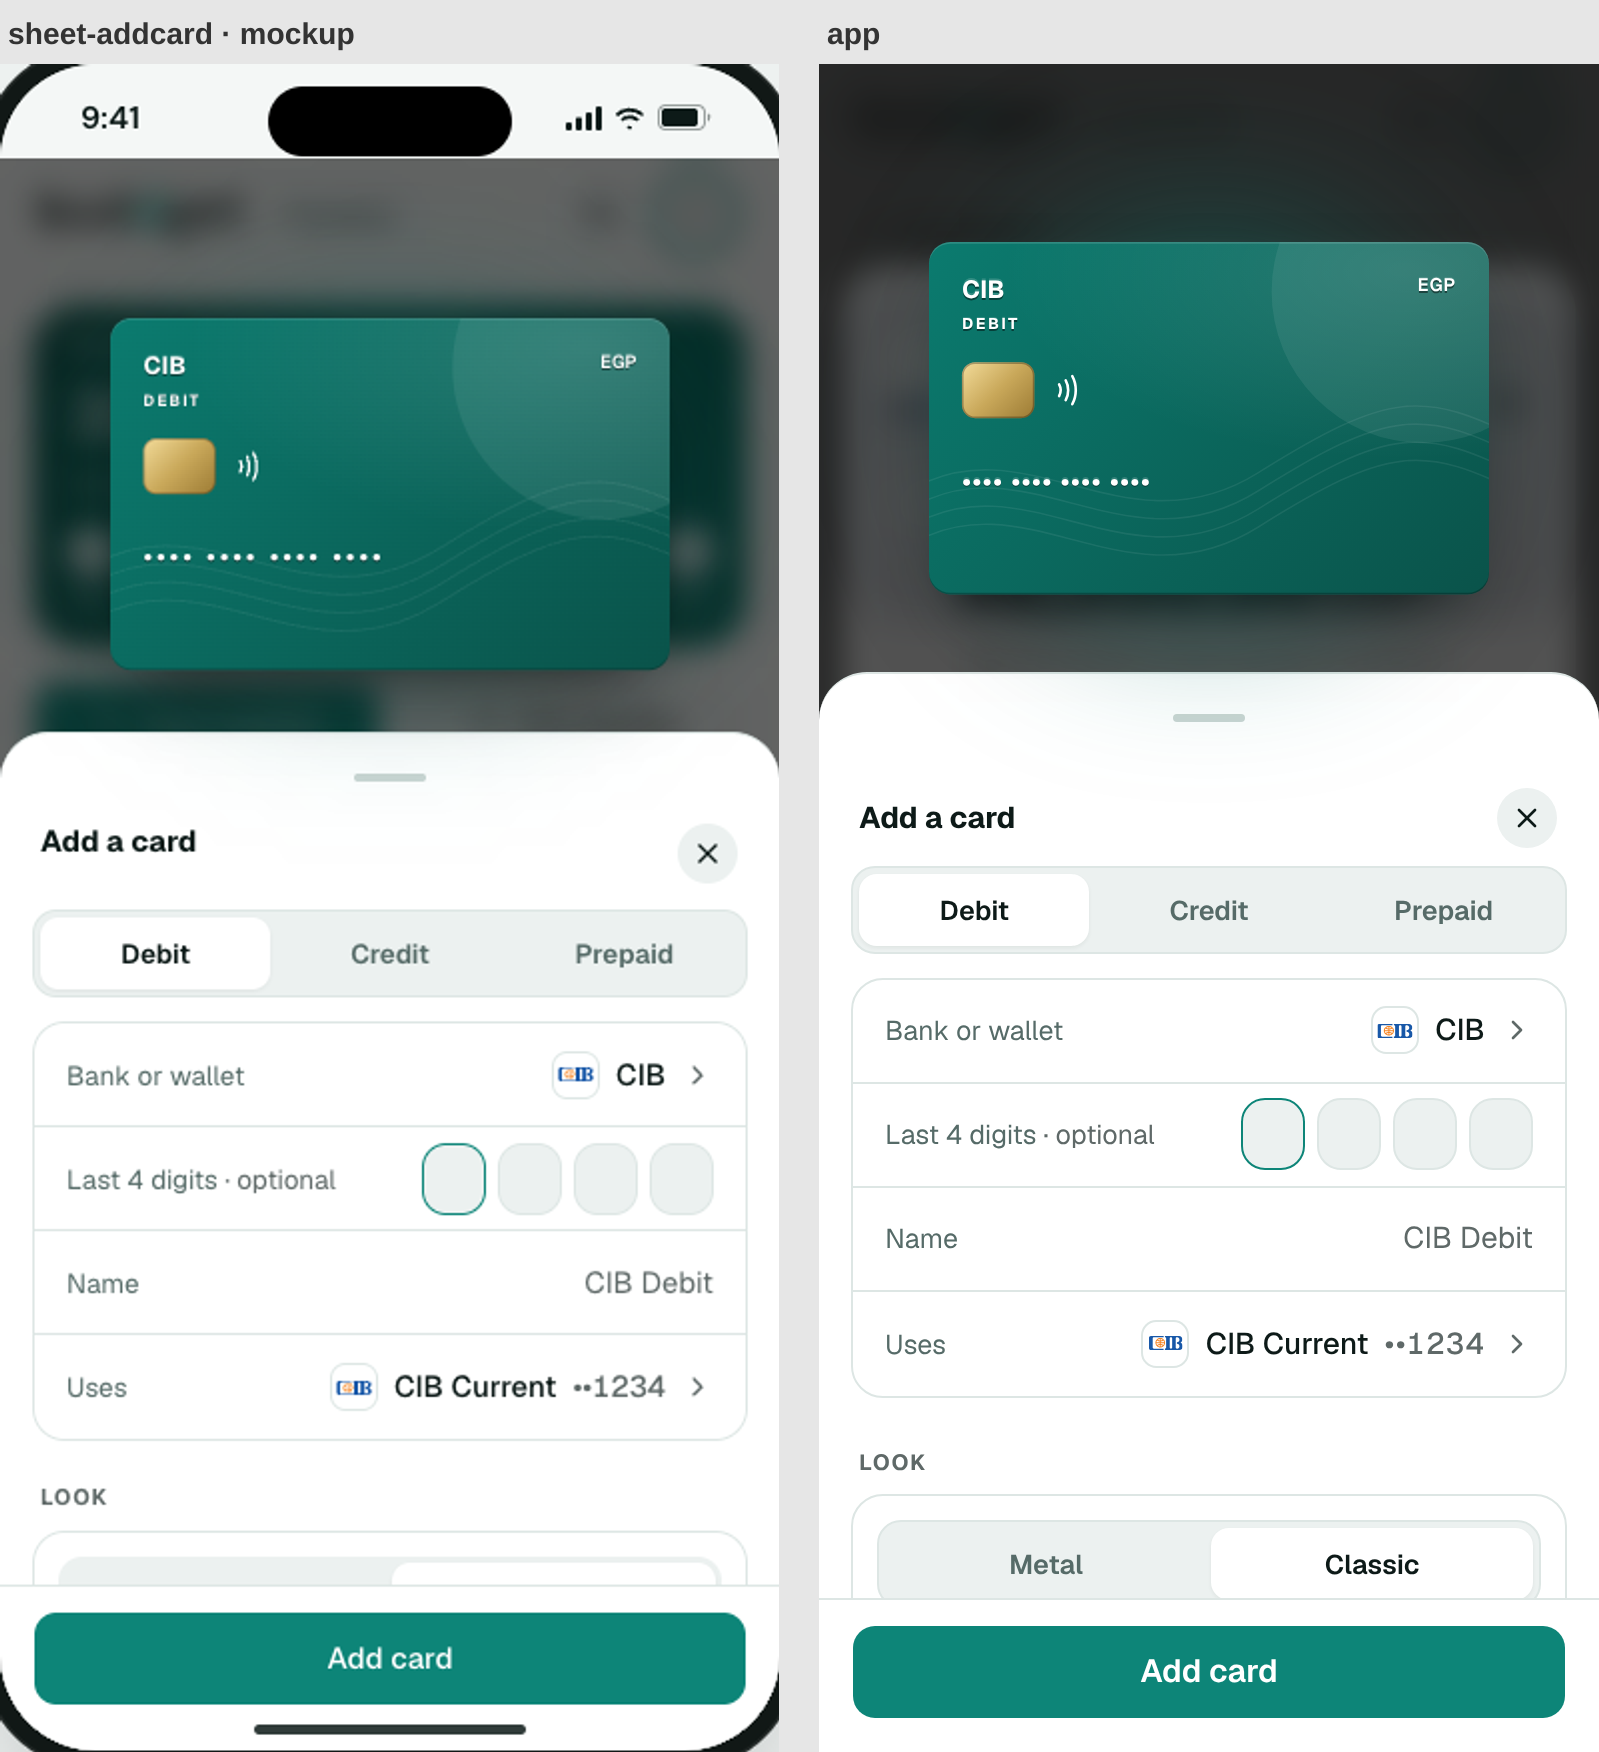 sheet-addcard · mockup
9:41
CIB
EGP
DEBIT
•••• •••• •••• ••••
Add a card
Debit
Credit
Prepaid
Bank or wallet
CIB
CIB
Last 4 digits · optional
Name
CIB Debit
Uses
CIB
CIB Current ••1234
LOOK
Add card
app
CIB
EGP
DEBIT
•••• •••• •••• ••••
Add a card
Debit
Credit
Prepaid
Bank or wallet
CIB
CIB
Last 4 digits · optional
Name
CIB Debit
Uses
CIB
CIB Current ••1234
LOOK
Metal
Classic
Add card